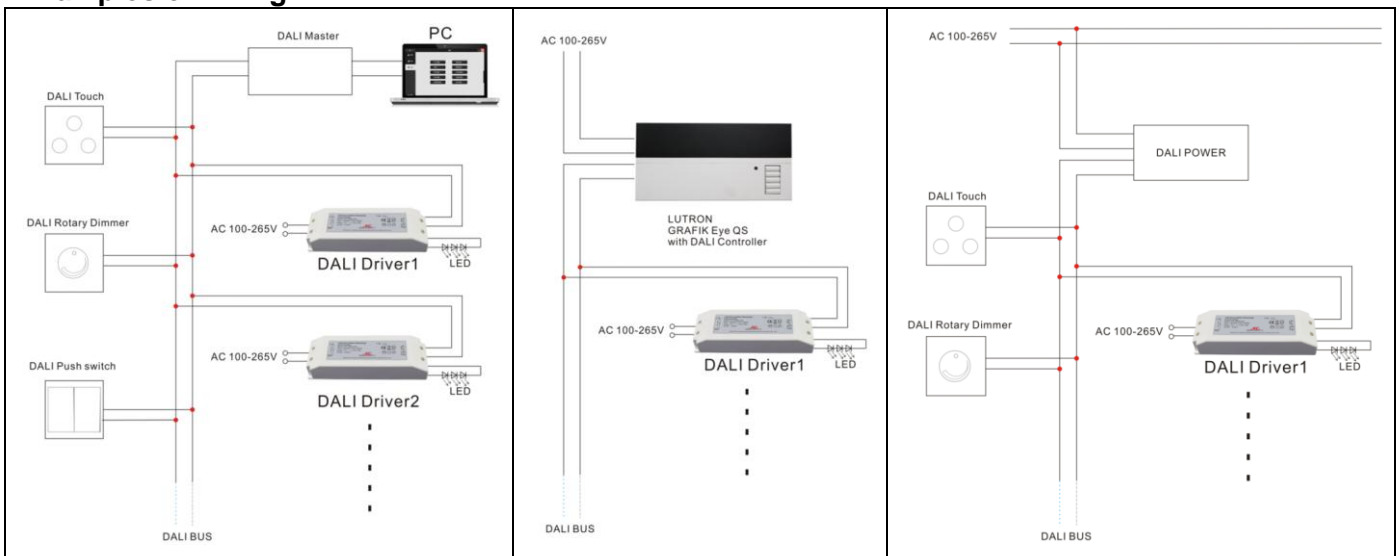 DALI Master
PC
DALI Touch
DALI Rotary Dimmer
AC 100-265V
DALI Driver1
LED
AC 100-265V
DALI Push switch
DALI Driver2
LED
DALI BUS
AC 100-265V
LUTRON
GRAFIK Eye QS
with DALI Controller
AC 100-265V
DALI Driver1
LED
DALI BUS
AC 100-265V
DALI POWER
DALI Touch
DALI Rotary Dimmer
AC 100-265V
DALI Driver1
LED
DALI BUS